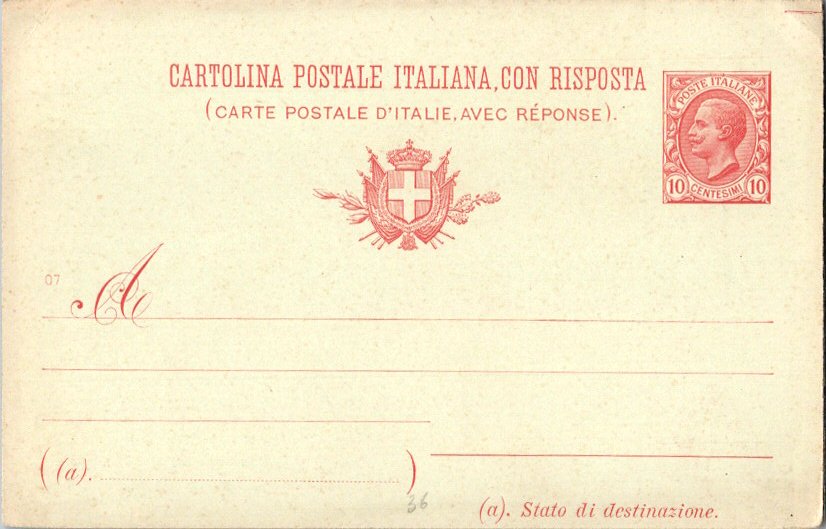 CARTOLINA POSTALE ITALIANA, CON RISPOSTA
(CARTE POSTALE D'ITALIE, AVEC RÉPONSE).
POSTE ITALIANE
10 CENTESIMI 10
07
A
(a).
36
(a). Stato di destinazione.